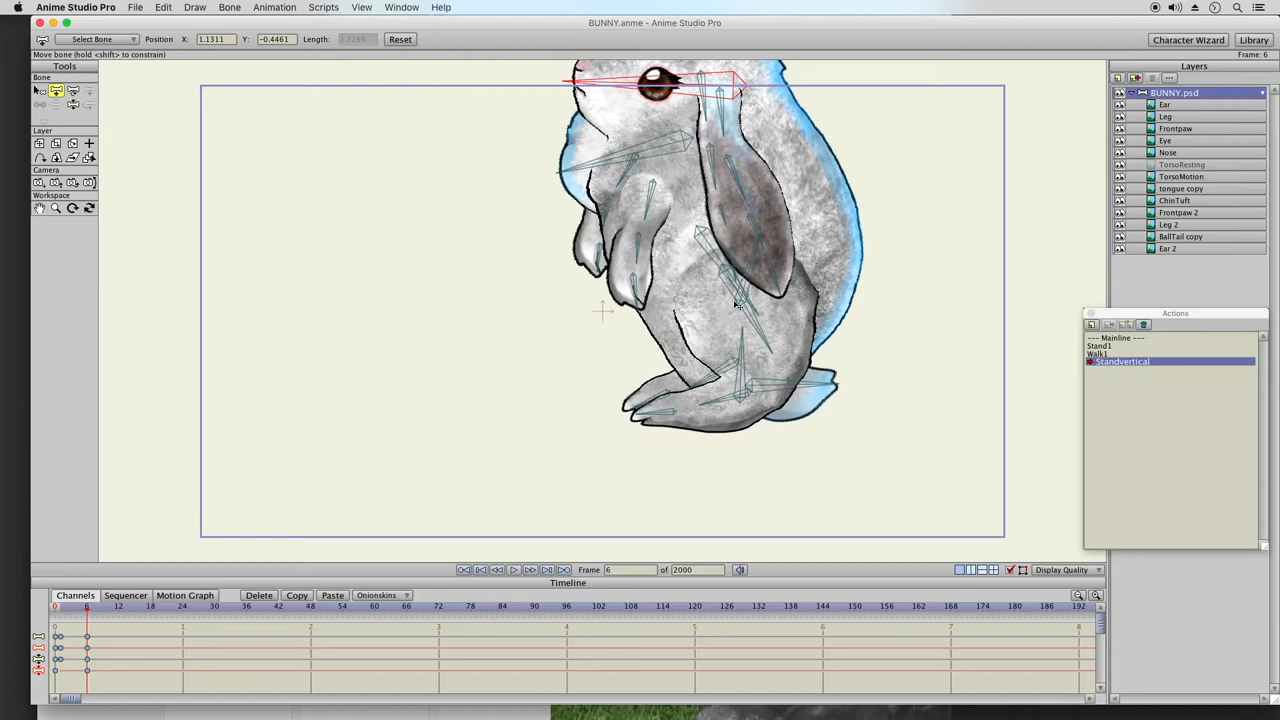 Anime Studio Pro File Edit Draw Bone Animation Scripts View Window Help
BUNNY.anme - Anime Studio Pro
Select Bone Position X: 1.1311 Y: -0.4461 Length: 1.7289 Reset Character Wizard Library
Move bone (hold <shift> to constrain) Frame: 6
Tools
Bone
Layer
Camera
Workspace
Layers
BUNNY.psd
Ear
Leg
Frontpaw
Eye
Nose
TorsoResting
TorsoMotion
tongue copy
ChinTuft
Frontpaw 2
Leg 2
BallTail copy
Ear 2
Actions
--- Mainline ---
Stand1
Walk1
Standvertical
Frame 6 of 2000 Display Quality
Timeline
Channels Sequencer Motion Graph Delete Copy Paste Onionskins
0 6 12 18 24 30 36 42 48 54 60 66 72 78 84 90 96 102 108 114 120 126 132 138 144 150 156 162 168 174 180 186 192
0 1 2 3 4 5 6 7 8